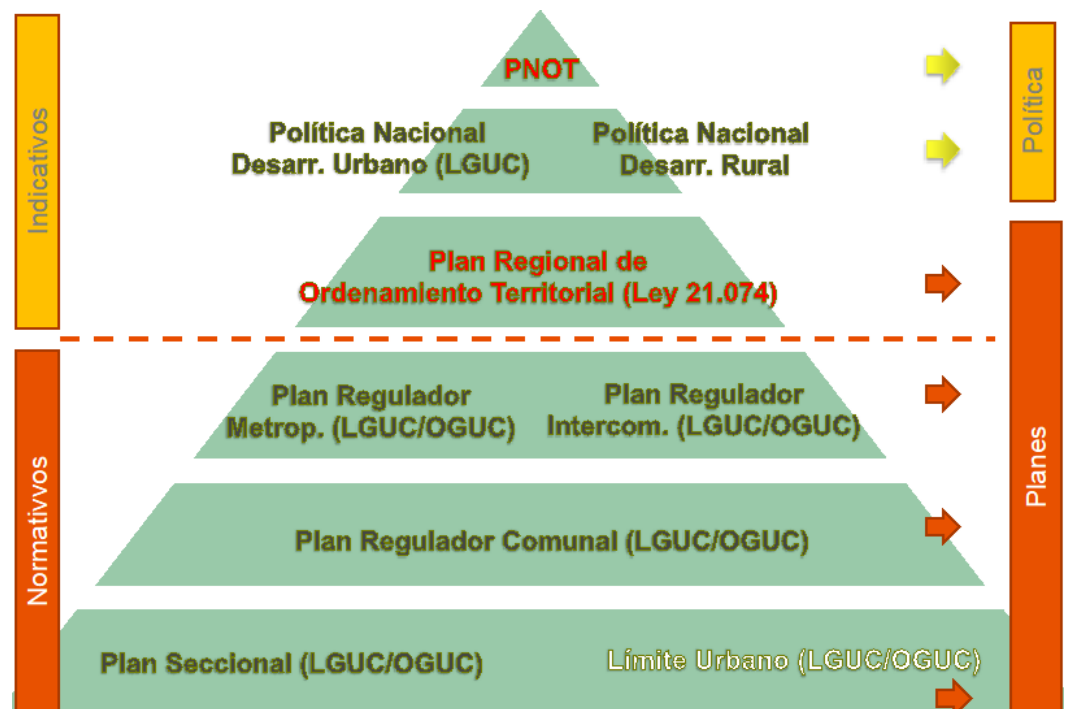 PNOT
Política Nacional
Desarr. Urbano (LGUC)
Política Nacional
Desarr. Rural
Plan Regional de
Ordenamiento Territorial (Ley 21.074)
Plan Regulador
Metrop. (LGUC/OGUC)
Plan Regulador
Intercom. (LGUC/OGUC)
Plan Regulador Comunal (LGUC/OGUC)
Plan Seccional (LGUC/OGUC)
Límite Urbano (LGUC/OGUC)
Indicativos
Normativvos
Política
Planes